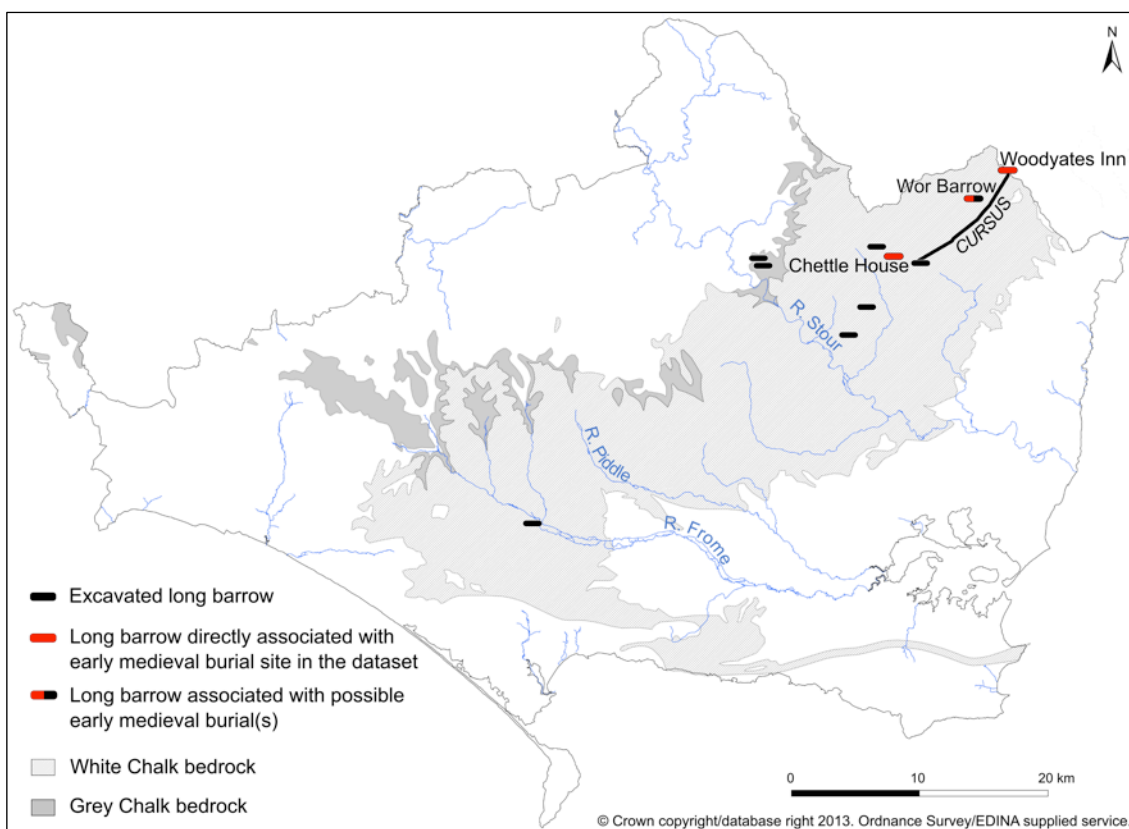 N
Woodyates Inn
Wor Barrow
CURSUS
Chettle House
R. Stour
R. Piddle
R. Frome
Excavated long barrow
Long barrow directly associated with
early medieval burial site in the dataset
Long barrow associated with possible
early medieval burial(s)
White Chalk bedrock
Grey Chalk bedrock
0 10 20 km
© Crown copyright/database right 2013. Ordnance Survey/EDINA supplied service.